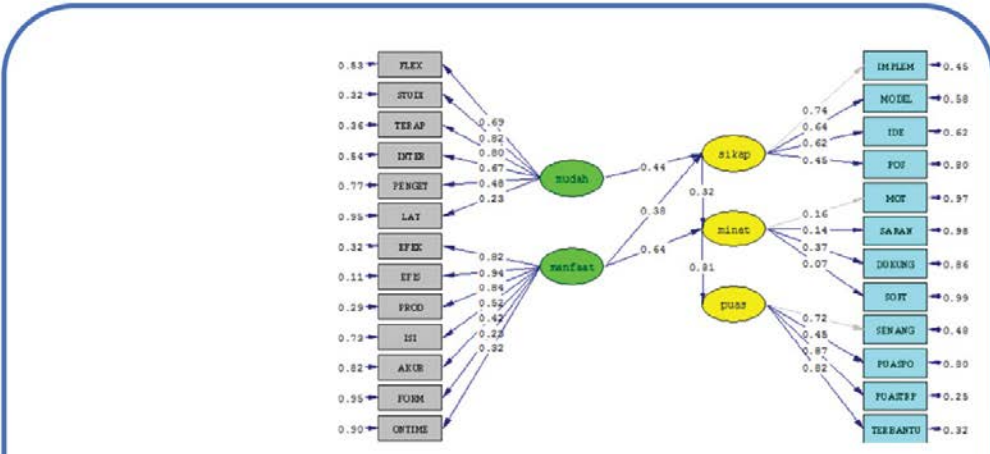 0.53
FLEX
0.32
0.36
TERAP
0.54
INTER
0.77
PENGET
0.95
LAY
0.32
EFEK
0.11
EFIS
0.29
PROD
0.73
ISI
0.82
AKUR
0.95
FORM
0.90
ONTIME
0.69
0.82
0.80
0.67
0.48
0.23
0.82
0.94
0.84
0.52
0.42
0.23
0.32
mudah
manfaat
0.44
0.38
0.64
sikap
0.32
minat
0.81
puas
0.74
0.64
0.62
0.45
0.16
0.14
0.37
0.07
0.72
0.45
0.87
0.82
IMPLEM
0.45
MODEL
0.58
IDE
0.62
POS
0.80
MOT
0.97
SARAN
0.98
DUKUNG
0.86
SOFT
0.99
SENANG
0.48
PUASPO
0.80
0.25
TERBANTU
0.32